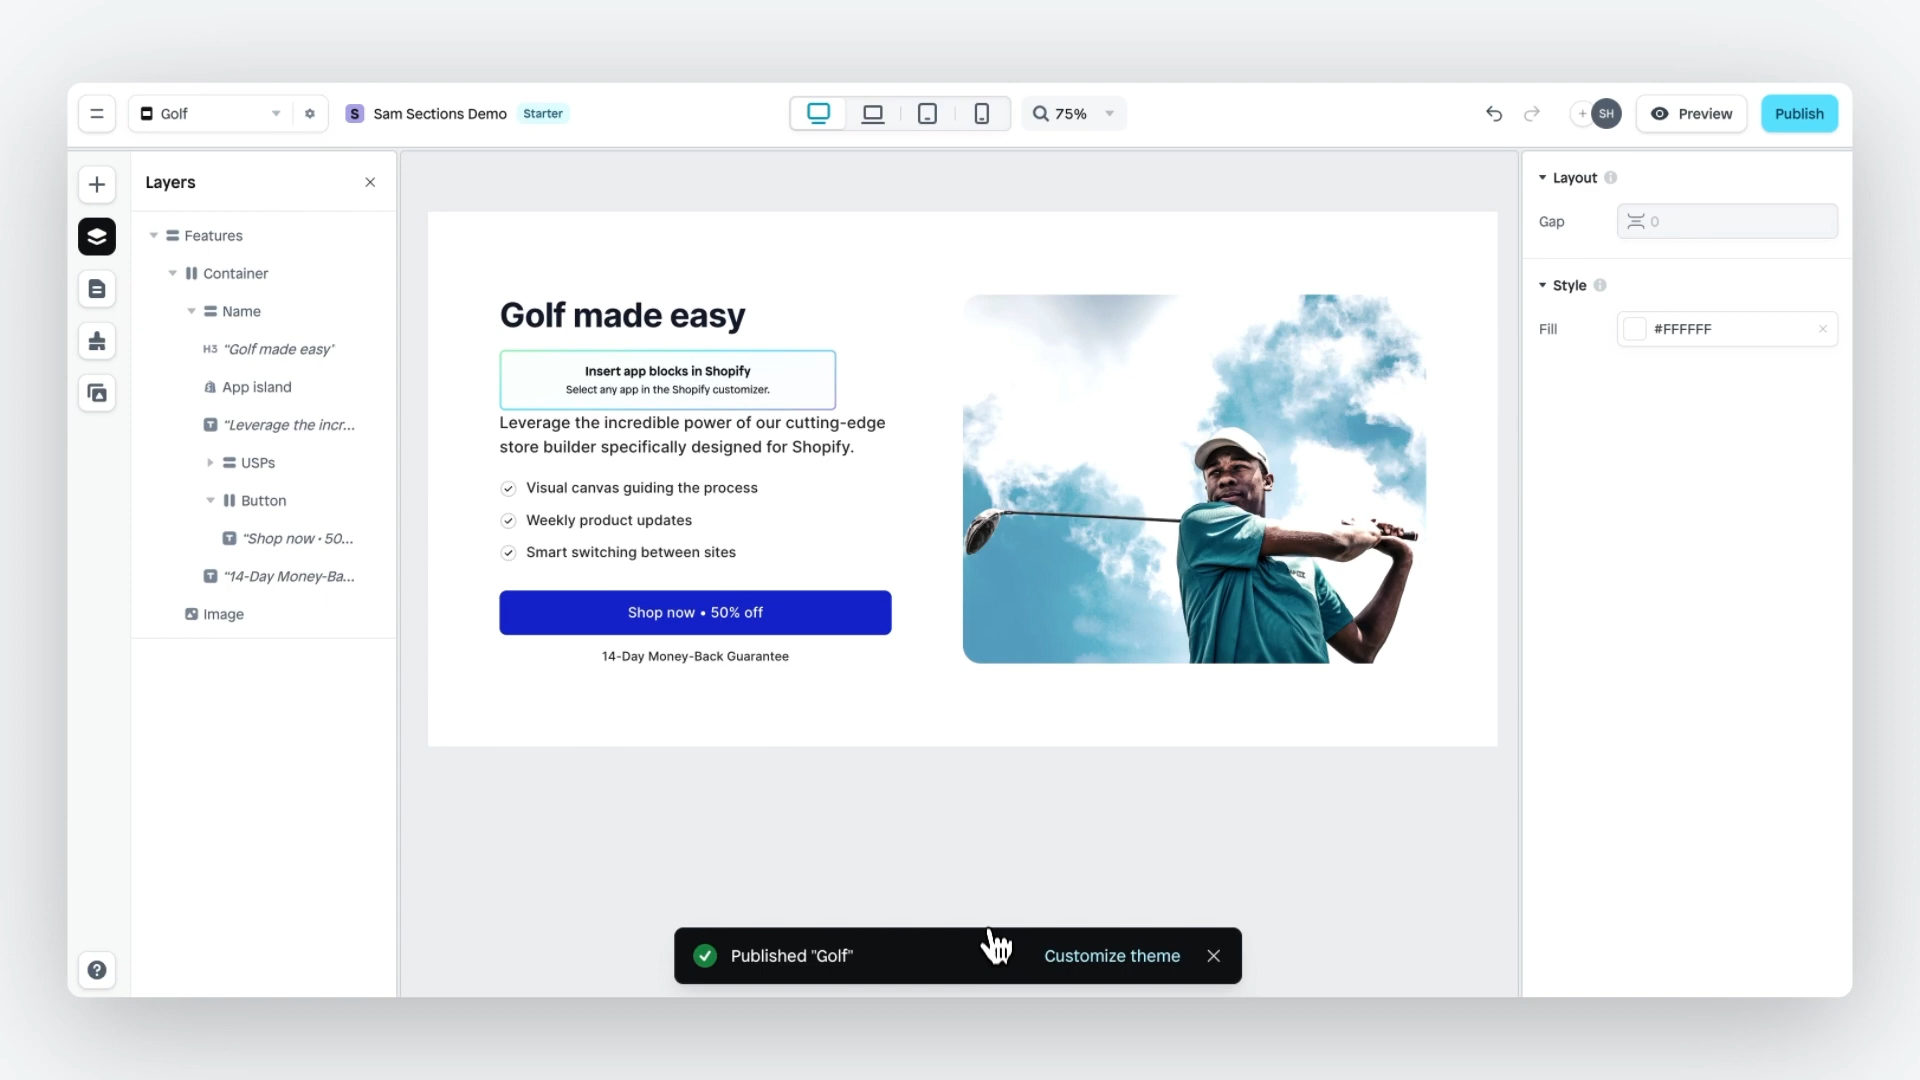 Golf
S
Sam Sections Demo
Starter
75%
SH
Preview
Publish
Layers
Features
Container
Name
H3 "Golf made easy"
App island
T "Leverage the incr...
USPs
Button
T "Shop now • 50...
T "14-Day Money-Ba...
Image
Golf made easy
Insert app blocks in Shopify
Select any app in the Shopify customizer.
Leverage the incredible power of our cutting-edge
store builder specifically designed for Shopify.
Visual canvas guiding the process
Weekly product updates
Smart switching between sites
Shop now • 50% off
14-Day Money-Back Guarantee
Layout
Gap
0
Style
Fill
#FFFFFF
Published "Golf"
Customize theme